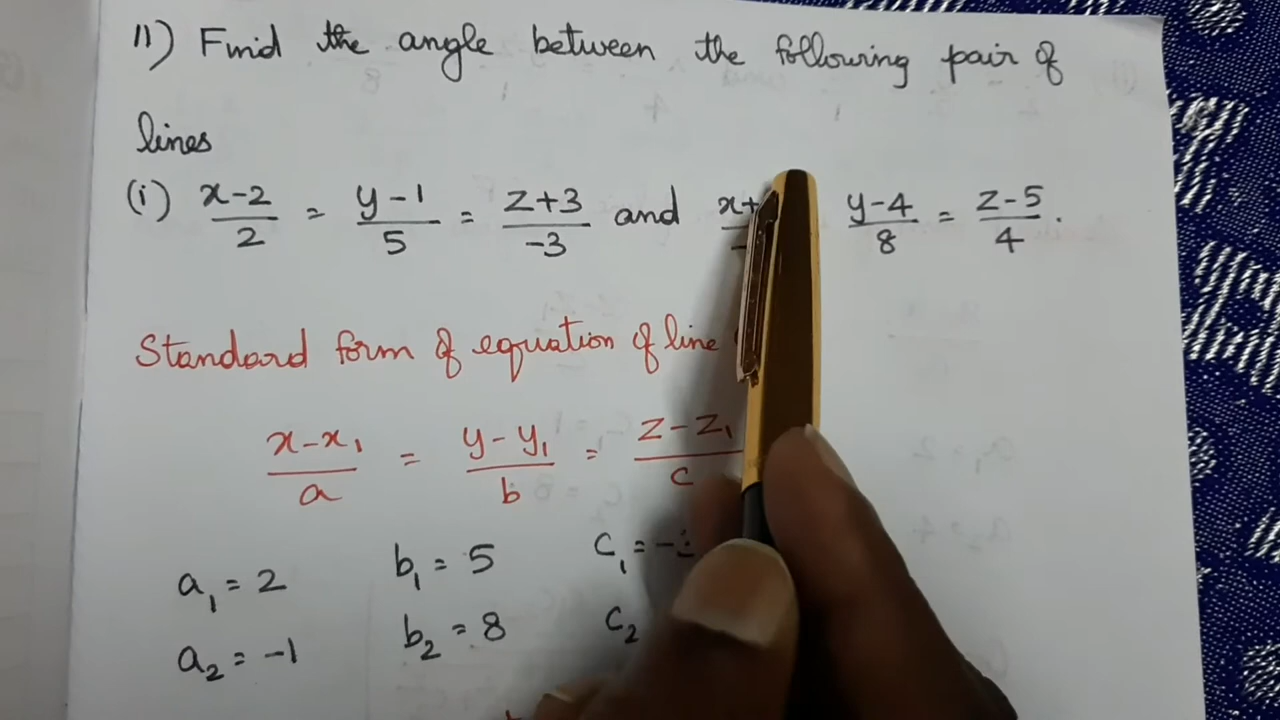 11) Find the angle between the following pair of
lines
(i) x-2/2 = y-1/5 = z+3/-3 and y-4/8 = z-5/4.
Standard form of equation of line
x-x₁/a = y-y₁/b = z-z₁/c
a₁ = 2 b₁ = 5 c₁ =
a₂ = -1 b₂ = 8 c₂